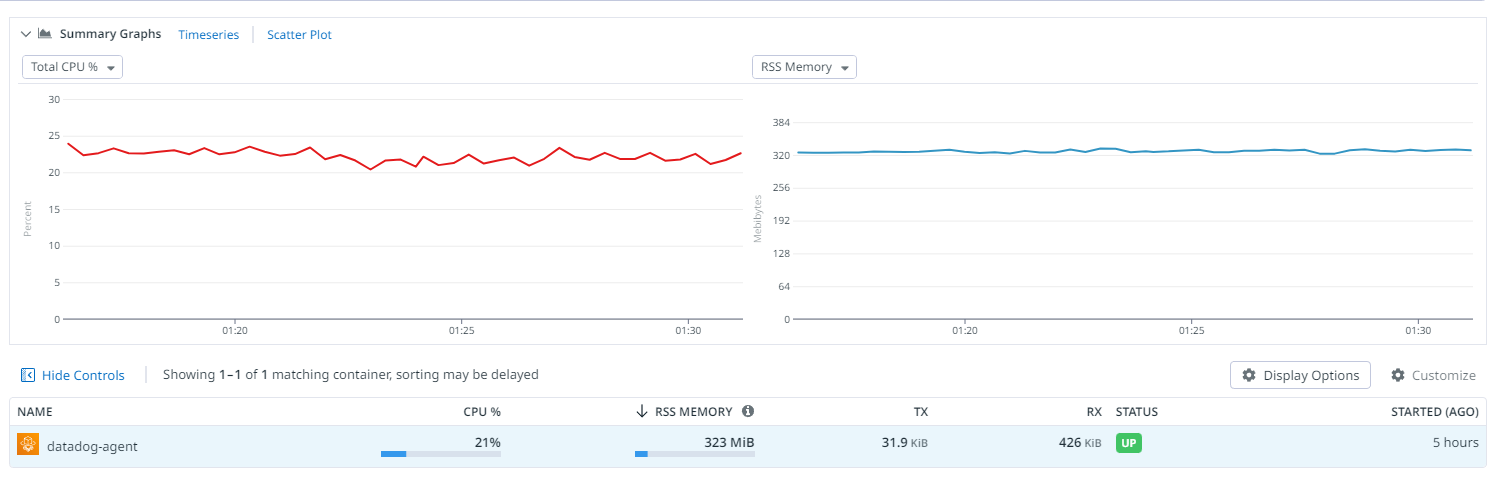 Summary Graphs Timeseries Scatter Plot
Total CPU % RSS Memory
30
25
20
15
10
5
0
Percent
01:20 01:25 01:30
384
320
256
192
128
64
0
Mebibytes
01:20 01:25 01:30
Hide Controls Showing 1–1 of 1 matching container, sorting may be delayed Display Options Customize
NAME CPU % RSS MEMORY TX RX STATUS STARTED (AGO)
datadog-agent 21% 323 MiB 31.9 KiB 426 KiB UP 5 hours